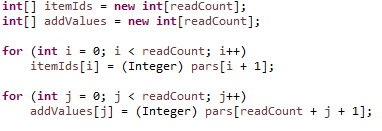 int[] itemIds = new int[readCount];
int[] addValues = new int[readCount];
for (int i = 0; i < readCount; i++)
itemIds[i] = (Integer) pars[i + 1];
for (int j = 0; j < readCount; j++)
addValues[j] = (Integer) pars[readCount + j + 1];